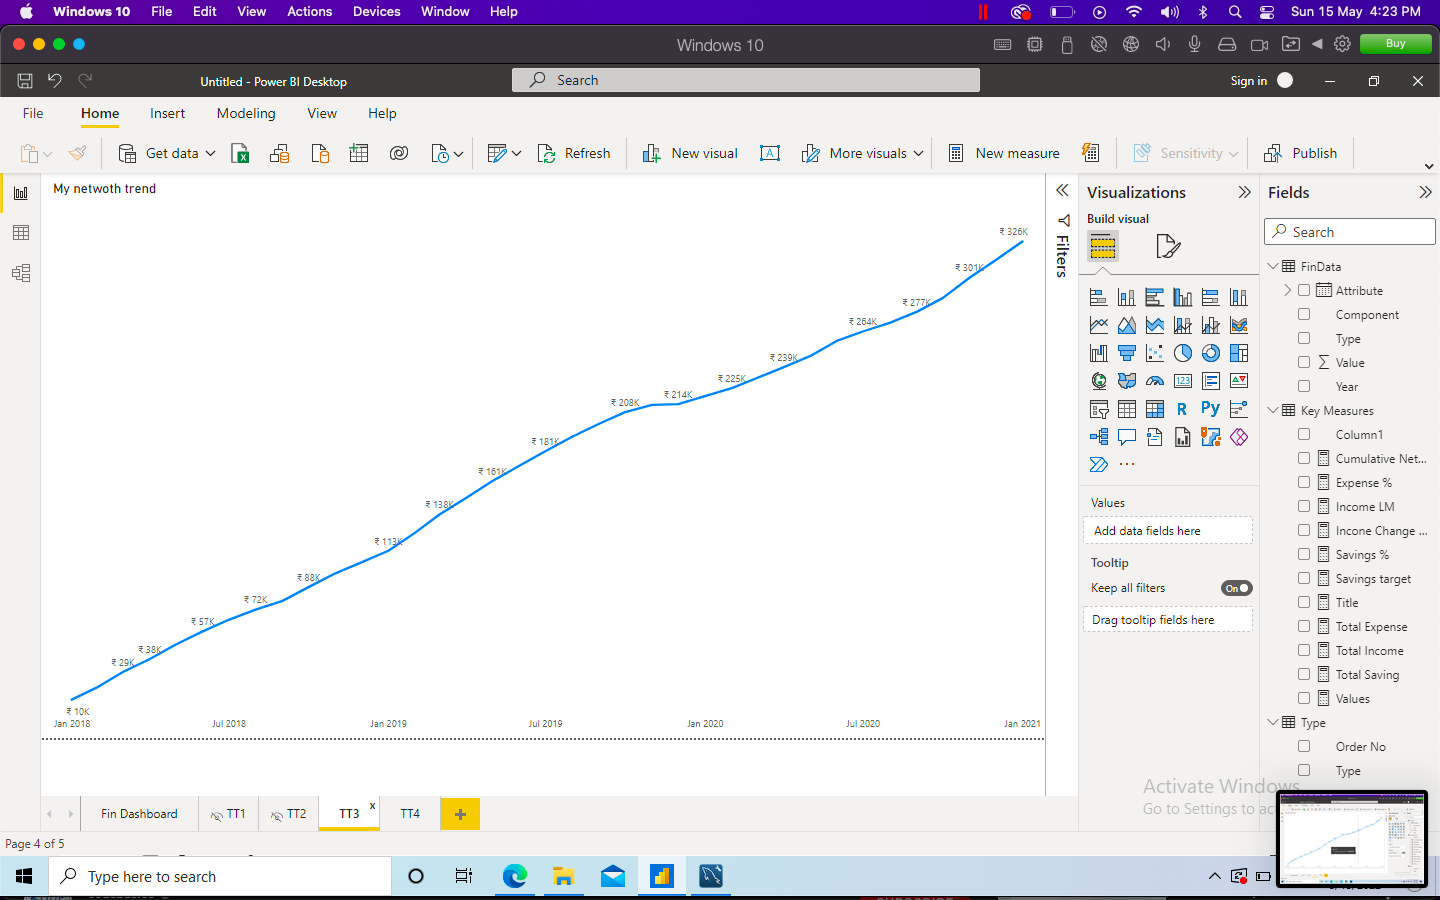 Windows 10 File Edit View Actions Devices Window Help Sun 15 May 4:23 PM
Windows 10 Buy
Untitled - Power BI Desktop Search Sign in
File Home Insert Modeling View Help
Get data Refresh New visual A More visuals New measure Sensitivity Publish
My netwoth trend
₹ 326K
₹ 301K
₹ 277K
₹ 264K
₹ 239K
₹ 225K
₹ 214K
₹ 208K
₹ 181K
₹ 161K
₹ 138K
₹ 113K
₹ 88K
₹ 72K
₹ 57K
₹ 38K
₹ 29K
₹ 10K
Jan 2018 Jul 2018 Jan 2019 Jul 2019 Jan 2020 Jul 2020 Jan 2021
Filters
Visualizations
Build visual
123
R Py
Values
Add data fields here
Tooltip
Keep all filters On
Drag tooltip fields here
Fields
Search
FinData
Attribute
Component
Type
Value
Year
Key Measures
Column1
Cumulative Net...
Expense %
Income LM
Incone Change ...
Savings %
Savings target
Title
Total Expense
Total Income
Total Saving
Values
Type
Order No
Type
Activate Windows
Go to Settings to ac
Fin Dashboard TT1 TT2 TT3 x TT4 +
Page 4 of 5
Type here to search